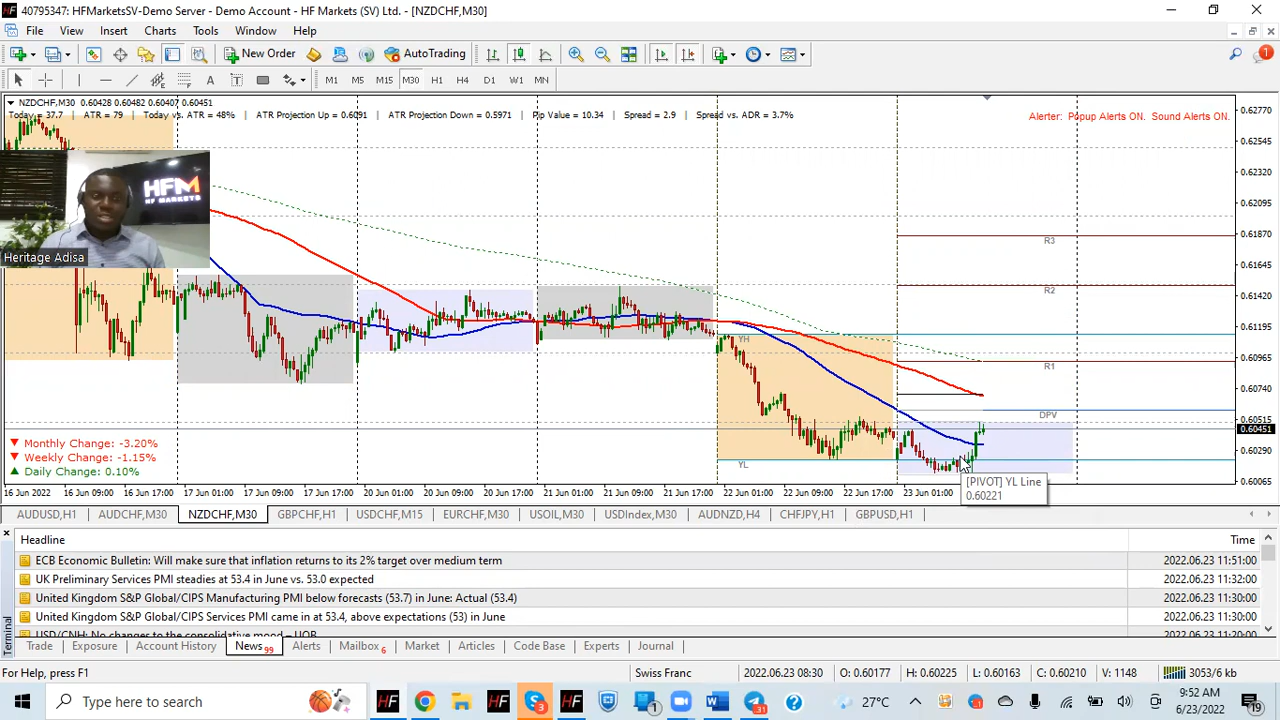 40795347: HFMarketsSV-Demo Server - Demo Account - HF Markets (SV) Ltd. - [NZDCHF,M30]
File View Insert Charts Tools Window Help
New Order AutoTrading
M1 M5 M15 M30 H1 H4 D1 W1 MN
NZDCHF,M30 0.60428 0.60482 0.60407 0.60451
Today = 37.7 ATR = 79 Today vs. ATR = 48% ATR Projection Up = 0.6091 ATR Projection Down = 0.5971 Pip Value = 10.34 Spread = 2.9 Spread vs. ADR = 3.7%
Alerter: Popup Alerts ON. Sound Alerts ON.
HFM
HF MARKETS
Heritage Adisa
R3
R2
YH
R1
DPV
YL
0.62770
0.62545
0.62320
0.62095
0.61870
0.61645
0.61420
0.61195
0.60965
0.60740
0.60515
0.60451
0.60290
0.60065
Monthly Change: -3.20%
Weekly Change: -1.15%
Daily Change: 0.10%
[PIVOT] YL Line
0.60221
16 Jun 2022 16 Jun 09:00 16 Jun 17:00 17 Jun 01:00 17 Jun 09:00 17 Jun 17:00 20 Jun 01:00 20 Jun 09:00 20 Jun 17:00 21 Jun 01:00 21 Jun 09:00 21 Jun 17:00 22 Jun 01:00 22 Jun 09:00 22 Jun 17:00 23 Jun 01:00
AUDUSD,H1 AUDCHF,M30 NZDCHF,M30 GBPCHF,H1 USDCHF,M15 EURCHF,M30 USOIL,M30 USDIndex,M30 AUDNZD,H4 CHFJPY,H1 GBPUSD,H1
Headline Time
ECB Economic Bulletin: Will make sure that inflation returns to its 2% target over medium term 2022.06.23 11:51:00
UK Preliminary Services PMI steadies at 53.4 in June vs. 53.0 expected 2022.06.23 11:32:00
United Kingdom S&P Global/CIPS Manufacturing PMI below forecasts (53.7) in June: Actual (53.4) 2022.06.23 11:30:00
United Kingdom S&P Global/CIPS Services PMI came in at 53.4, above expectations (53) in June 2022.06.23 11:30:00
USD/CNH: No changes to the consolidative mood – UOB 2022.06.23 11:20:00
Terminal
Trade Exposure Account History News 99 Alerts Mailbox 6 Market Articles Code Base Experts Journal
For Help, press F1 Swiss Franc 2022.06.23 08:30 O: 0.60177 H: 0.60225 L: 0.60163 C: 0.60210 V: 1148 3053/6 kb
Type here to search 27°C 9:52 AM
6/23/2022